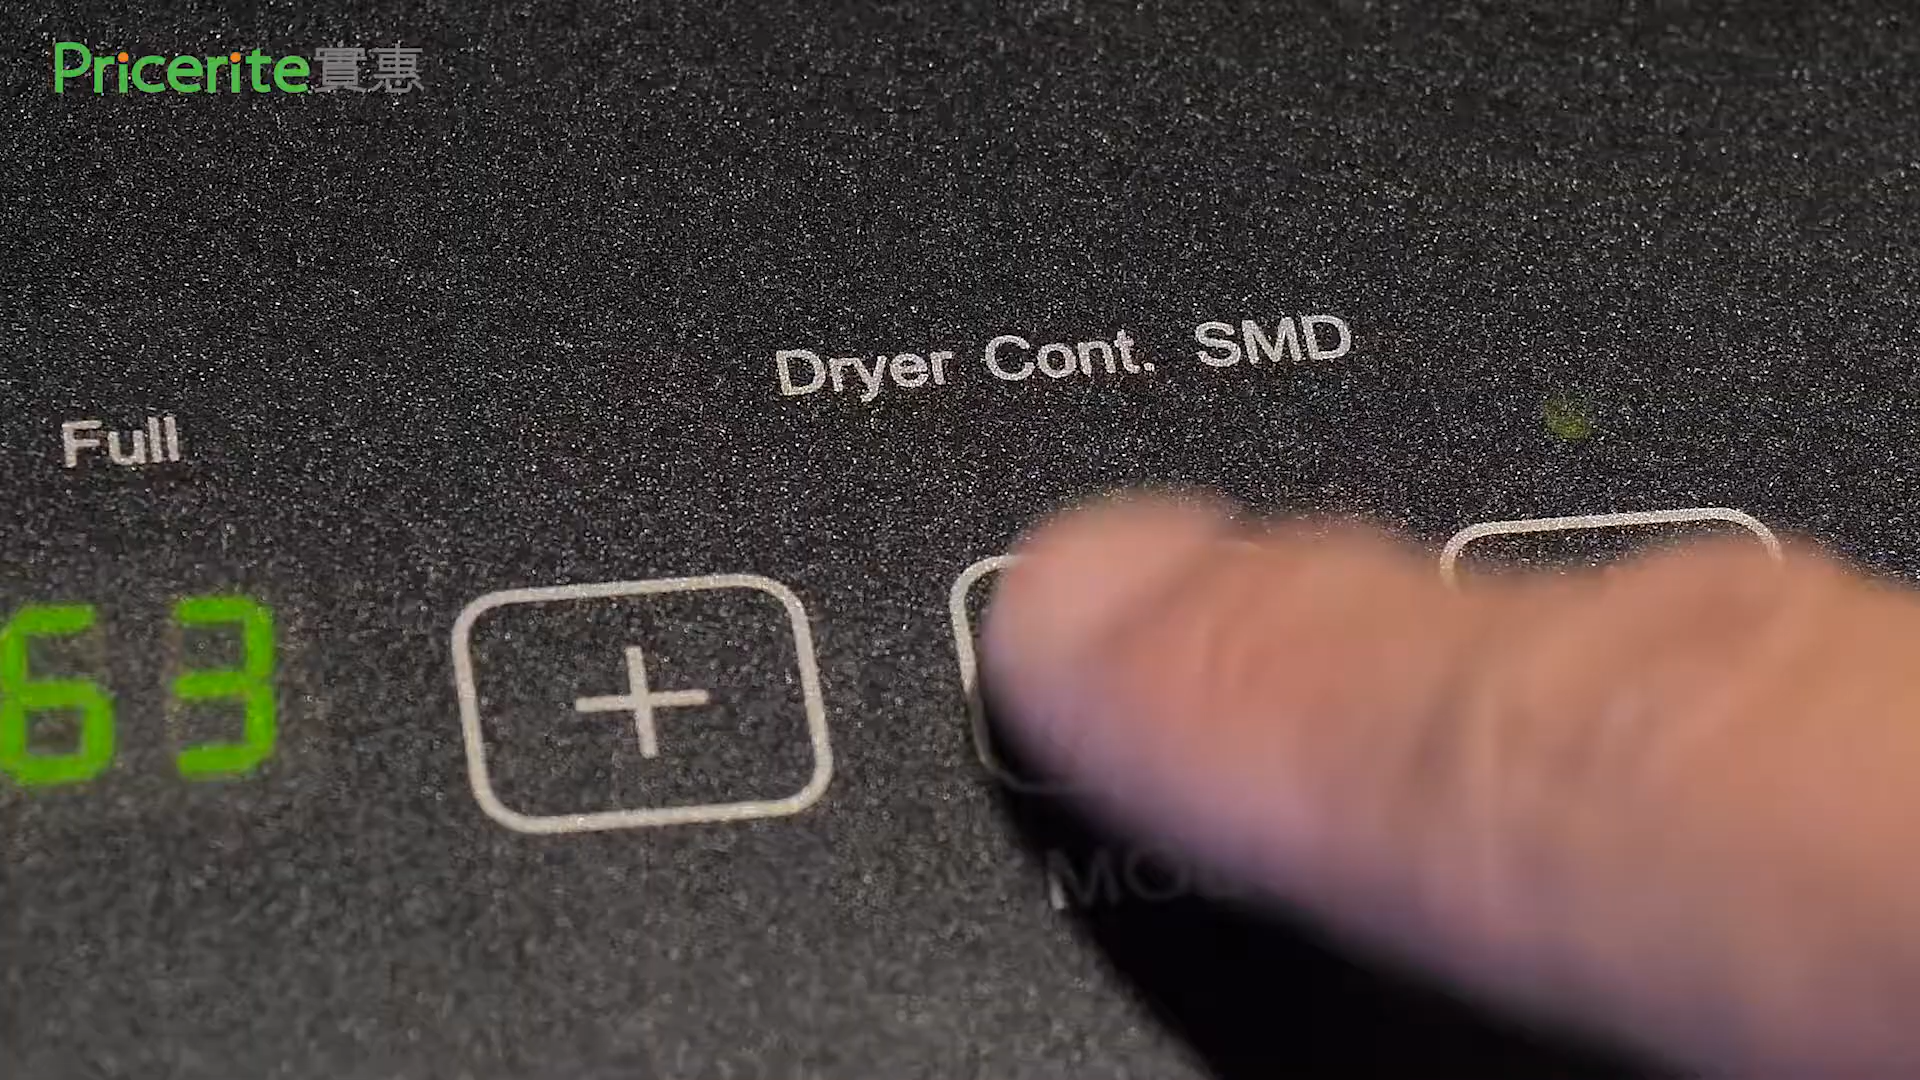 Pricerite實惠
Dryer Cont. SMD
Full
63
+